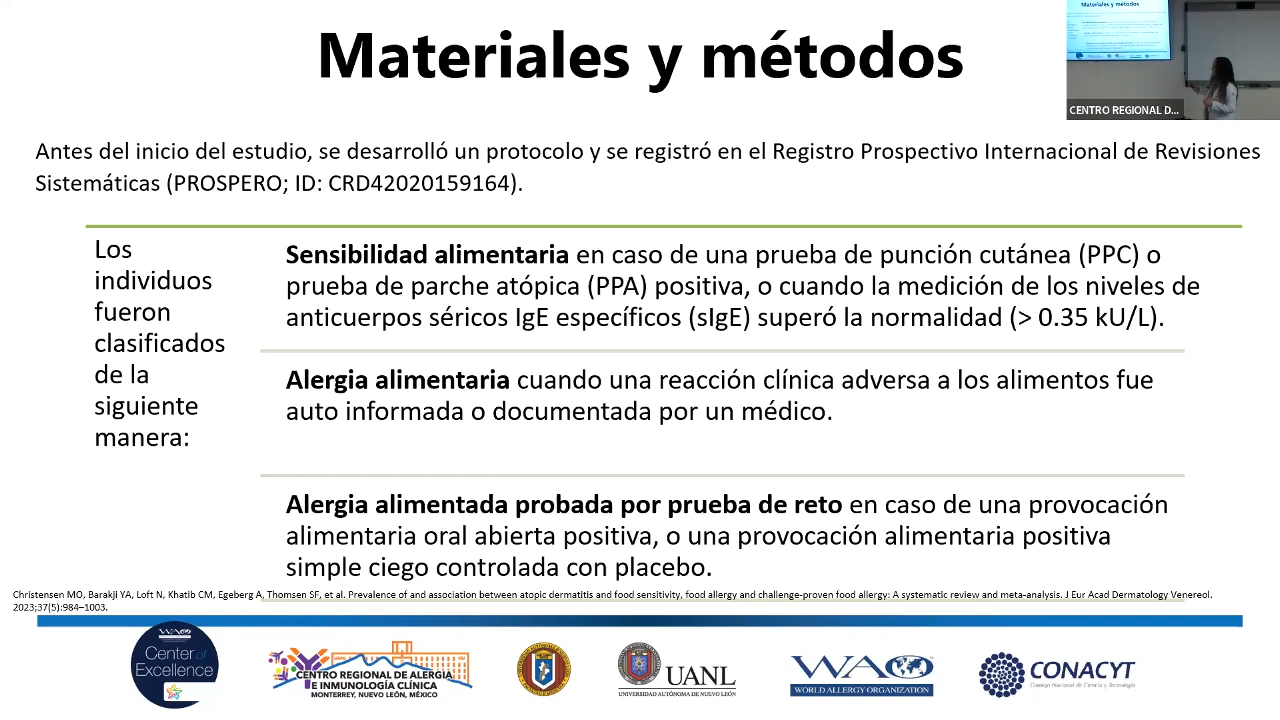 Materiales y métodos
Materiales y métodos
CENTRO REGIONAL D...
Antes del inicio del estudio, se desarrolló un protocolo y se registró en el Registro Prospectivo Internacional de Revisiones
Sistemáticas (PROSPERO; ID: CRD42020159164).
Los
individuos
fueron
clasificados
de la
siguiente
manera:
Sensibilidad alimentaria en caso de una prueba de punción cutánea (PPC) o
prueba de parche atópica (PPA) positiva, o cuando la medición de los niveles de
anticuerpos séricos IgE específicos (sIgE) superó la normalidad (> 0.35 kU/L).
Alergia alimentaria cuando una reacción clínica adversa a los alimentos fue
auto informada o documentada por un médico.
Alergia alimentada probada por prueba de reto en caso de una provocación
alimentaria oral abierta positiva, o una provocación alimentaria positiva
simple ciego controlada con placebo.
Christensen MO, Barakji YA, Loft N, Khatib CM, Egeberg A, Thomsen SF, et al. Prevalence of and association between atopic dermatitis and food sensitivity, food allergy and challenge-proven food allergy: A systematic review and meta-analysis. J Eur Acad Dermatology Venereol.
2023;37(5):984–1003.
WAO
Center of
Excellence
CENTRO REGIONAL DE ALERGIA
E INMUNOLOGÍA CLÍNICA
MONTERREY, NUEVO LEÓN, MÉXICO
UANL
UNIVERSIDAD AUTÓNOMA DE NUEVO LEÓN
WAO
WORLD ALLERGY ORGANIZATION
CONACYT
Consejo Nacional de Ciencia y Tecnología